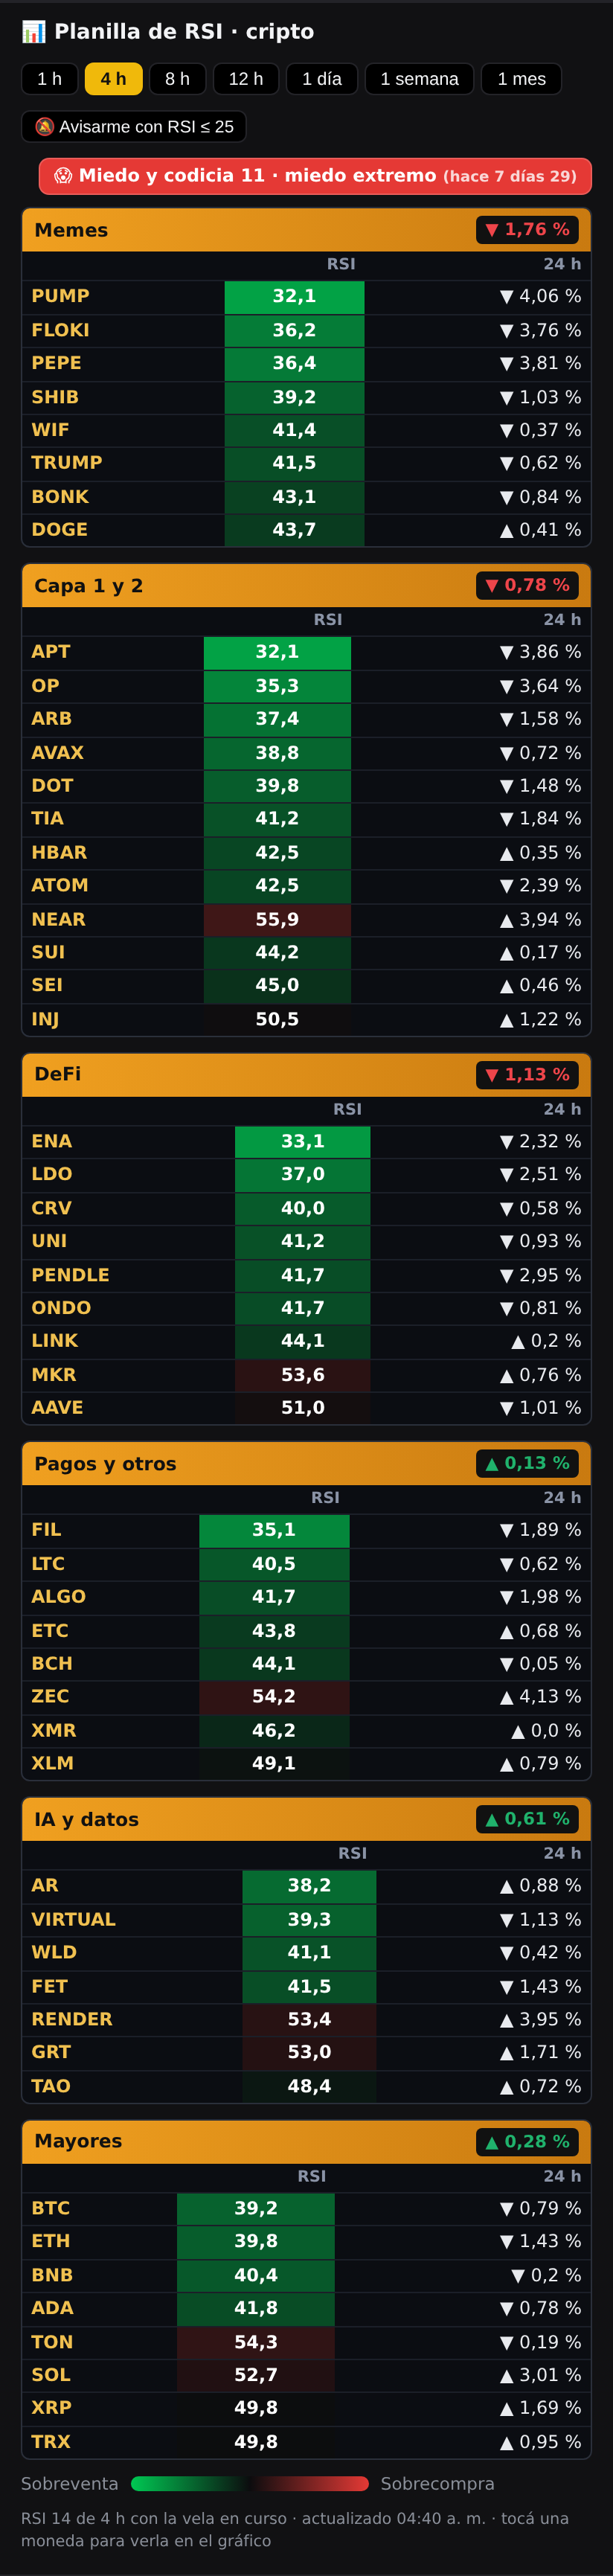 📊 Planilla de RSI · cripto
1 h 4 h 8 h 12 h 1 día 1 semana 1 mes
🔕 Avisarme con RSI ≤ 25
😱 Miedo y codicia 11 · miedo extremo (hace 7 días 29)
Memes ▼ 1,76 %
RSI 24 h
PUMP 32,1 ▼ 4,06 %
FLOKI 36,2 ▼ 3,76 %
PEPE 36,4 ▼ 3,81 %
SHIB 39,2 ▼ 1,03 %
WIF 41,4 ▼ 0,37 %
TRUMP 41,5 ▼ 0,62 %
BONK 43,1 ▼ 0,84 %
DOGE 43,7 ▲ 0,41 %
Capa 1 y 2 ▼ 0,78 %
RSI 24 h
APT 32,1 ▼ 3,86 %
OP 35,3 ▼ 3,64 %
ARB 37,4 ▼ 1,58 %
AVAX 38,8 ▼ 0,72 %
DOT 39,8 ▼ 1,48 %
TIA 41,2 ▼ 1,84 %
HBAR 42,5 ▲ 0,35 %
ATOM 42,5 ▼ 2,39 %
NEAR 55,9 ▲ 3,94 %
SUI 44,2 ▲ 0,17 %
SEI 45,0 ▲ 0,46 %
INJ 50,5 ▲ 1,22 %
DeFi ▼ 1,13 %
RSI 24 h
ENA 33,1 ▼ 2,32 %
LDO 37,0 ▼ 2,51 %
CRV 40,0 ▼ 0,58 %
UNI 41,2 ▼ 0,93 %
PENDLE 41,7 ▼ 2,95 %
ONDO 41,7 ▼ 0,81 %
LINK 44,1 ▲ 0,2 %
MKR 53,6 ▲ 0,76 %
AAVE 51,0 ▼ 1,01 %
Pagos y otros ▲ 0,13 %
RSI 24 h
FIL 35,1 ▼ 1,89 %
LTC 40,5 ▼ 0,62 %
ALGO 41,7 ▼ 1,98 %
ETC 43,8 ▲ 0,68 %
BCH 44,1 ▼ 0,05 %
ZEC 54,2 ▲ 4,13 %
XMR 46,2 ▲ 0,0 %
XLM 49,1 ▲ 0,79 %
IA y datos ▲ 0,61 %
RSI 24 h
AR 38,2 ▲ 0,88 %
VIRTUAL 39,3 ▼ 1,13 %
WLD 41,1 ▼ 0,42 %
FET 41,5 ▼ 1,43 %
RENDER 53,4 ▲ 3,95 %
GRT 53,0 ▲ 1,71 %
TAO 48,4 ▲ 0,72 %
Mayores ▲ 0,28 %
RSI 24 h
BTC 39,2 ▼ 0,79 %
ETH 39,8 ▼ 1,43 %
BNB 40,4 ▼ 0,2 %
ADA 41,8 ▼ 0,78 %
TON 54,3 ▼ 0,19 %
SOL 52,7 ▲ 3,01 %
XRP 49,8 ▲ 1,69 %
TRX 49,8 ▲ 0,95 %
Sobreventa Sobrecompra
RSI 14 de 4 h con la vela en curso · actualizado 04:40 a. m. · tocá una
moneda para verla en el gráfico